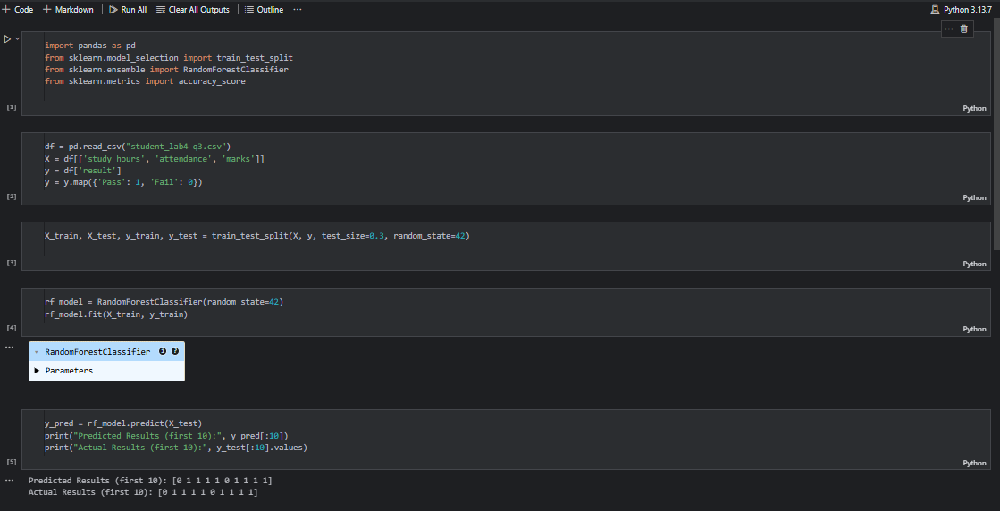 Code Markdown Run All Clear All Outputs Outline ... Python 3.13.7
import pandas as pd
from sklearn.model_selection import train_test_split
from sklearn.ensemble import RandomForestClassifier
from sklearn.metrics import accuracy_score
[1] Python
df = pd.read_csv("student_lab4 q3.csv")
X = df[['study_hours', 'attendance', 'marks']]
y = df['result']
y = y.map({'Pass': 1, 'Fail': 0})
[2] Python
X_train, X_test, y_train, y_test = train_test_split(X, y, test_size=0.3, random_state=42)
[3] Python
rf_model = RandomForestClassifier(random_state=42)
rf_model.fit(X_train, y_train)
[4] Python
RandomForestClassifier i ?
Parameters
y_pred = rf_model.predict(X_test)
print("Predicted Results (first 10):", y_pred[:10])
print("Actual Results (first 10):", y_test[:10].values)
[5] Python
Predicted Results (first 10): [0 1 1 1 1 0 1 1 1 1]
Actual Results (first 10): [0 1 1 1 1 0 1 1 1 1]